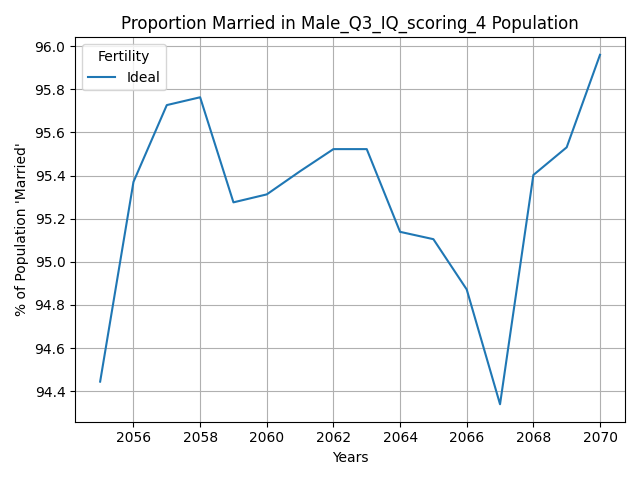 Proportion Married in Male_Q3_IQ_scoring_4 Population
Fertility
Ideal
% of Population 'Married'
96.0
95.8
95.6
95.4
95.2
95.0
94.8
94.6
94.4
2056 2058 2060 2062 2064 2066 2068 2070
Years